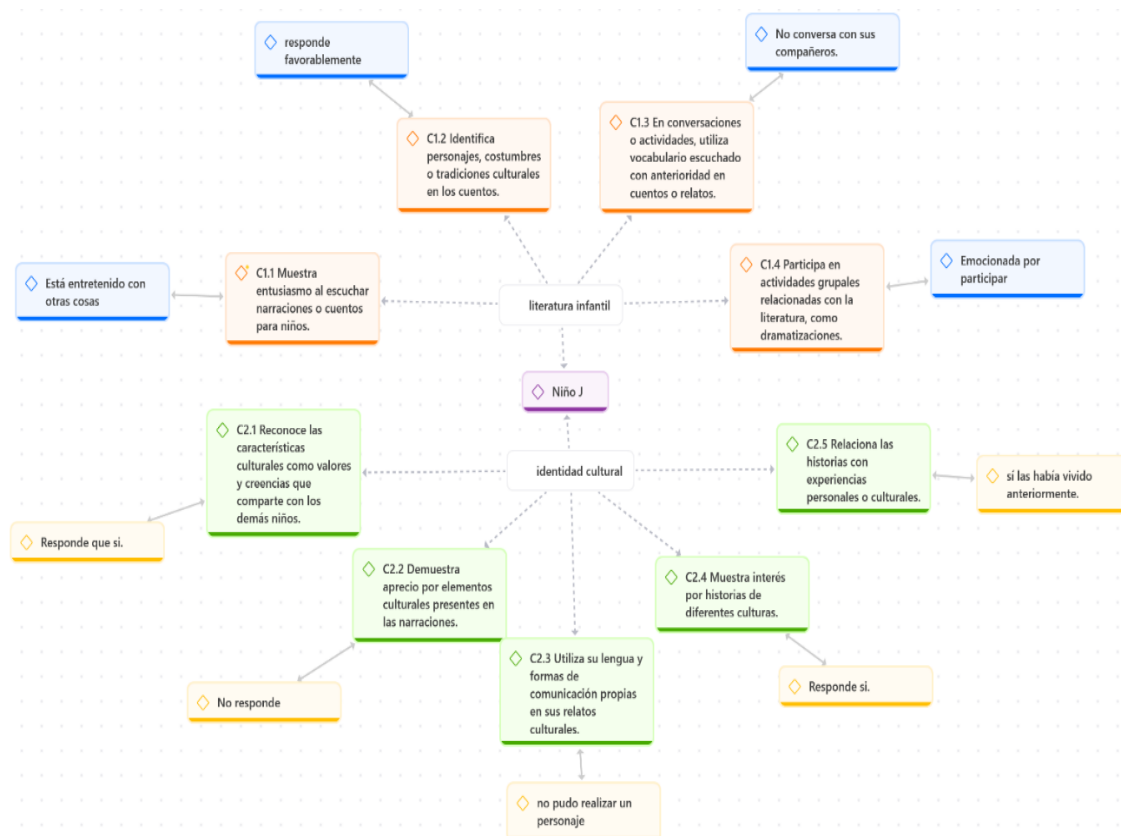 responde
favorablemente
No conversa con sus
compañeros.
C1.2 Identifica
personajes, costumbres
o tradiciones culturales
en los cuentos.
C1.3 En conversaciones
o actividades, utiliza
vocabulario escuchado
con anterioridad en
cuentos o relatos.
Está entretenido con
otras cosas
C1.1 Muestra
entusiasmo al escuchar
narraciones o cuentos
para niños.
literatura infantil
C1.4 Participa en
actividades grupales
relacionadas con la
literatura, como
dramatizaciones.
Emocionada por
participar
Niño J
C2.1 Reconoce las
características
culturales como valores
y creencias que
comparte con los
demás niños.
identidad cultural
C2.5 Relaciona las
historias con
experiencias
personales o culturales.
si las había vivido
anteriormente.
Responde que si.
C2.2 Demuestra
aprecio por elementos
culturales presentes en
las narraciones.
C2.4 Muestra interés
por historias de
diferentes culturas.
No responde
C2.3 Utiliza su lengua y
formas de
comunicación propias
en sus relatos
culturales.
Responde si.
no pudo realizar un
personaje